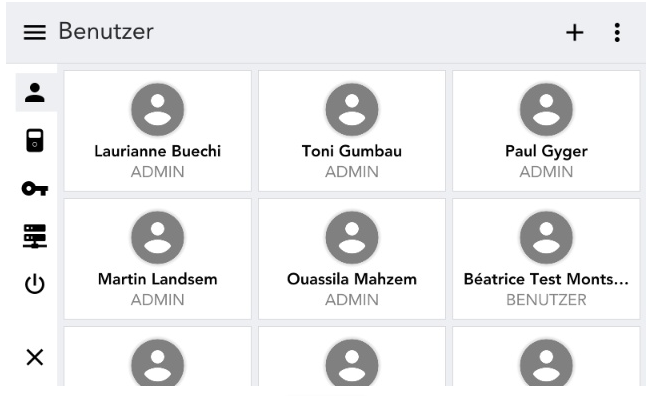 Benutzer
Laurianne Buechi
ADMIN
Toni Gumbau
ADMIN
Paul Gyger
ADMIN
Martin Landsem
ADMIN
Ouassila Mahzem
ADMIN
Béatrice Test Monts...
BENUTZER